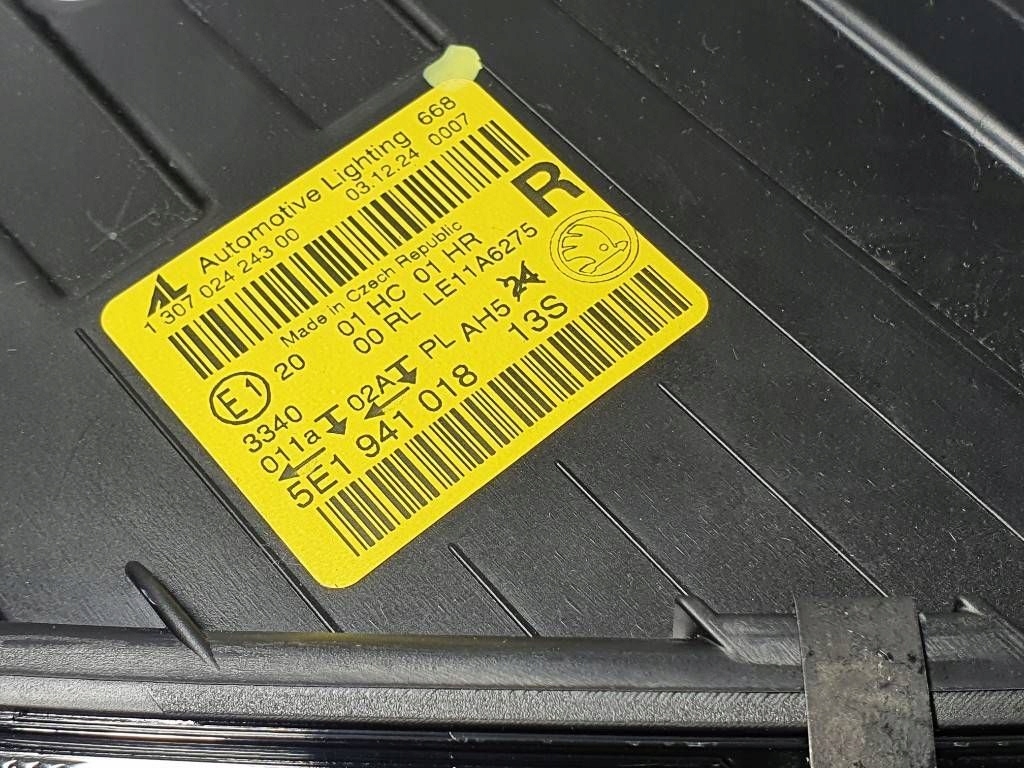 AL Automotive Lighting 668
1 307 024 243 00 03.12.24 0007
R
Made in Czech Republic
E1 20 01 HC 01 HR
00 RL LE11A6275
3340 02A PL AH5 24
011a
5E1 941 018 13S